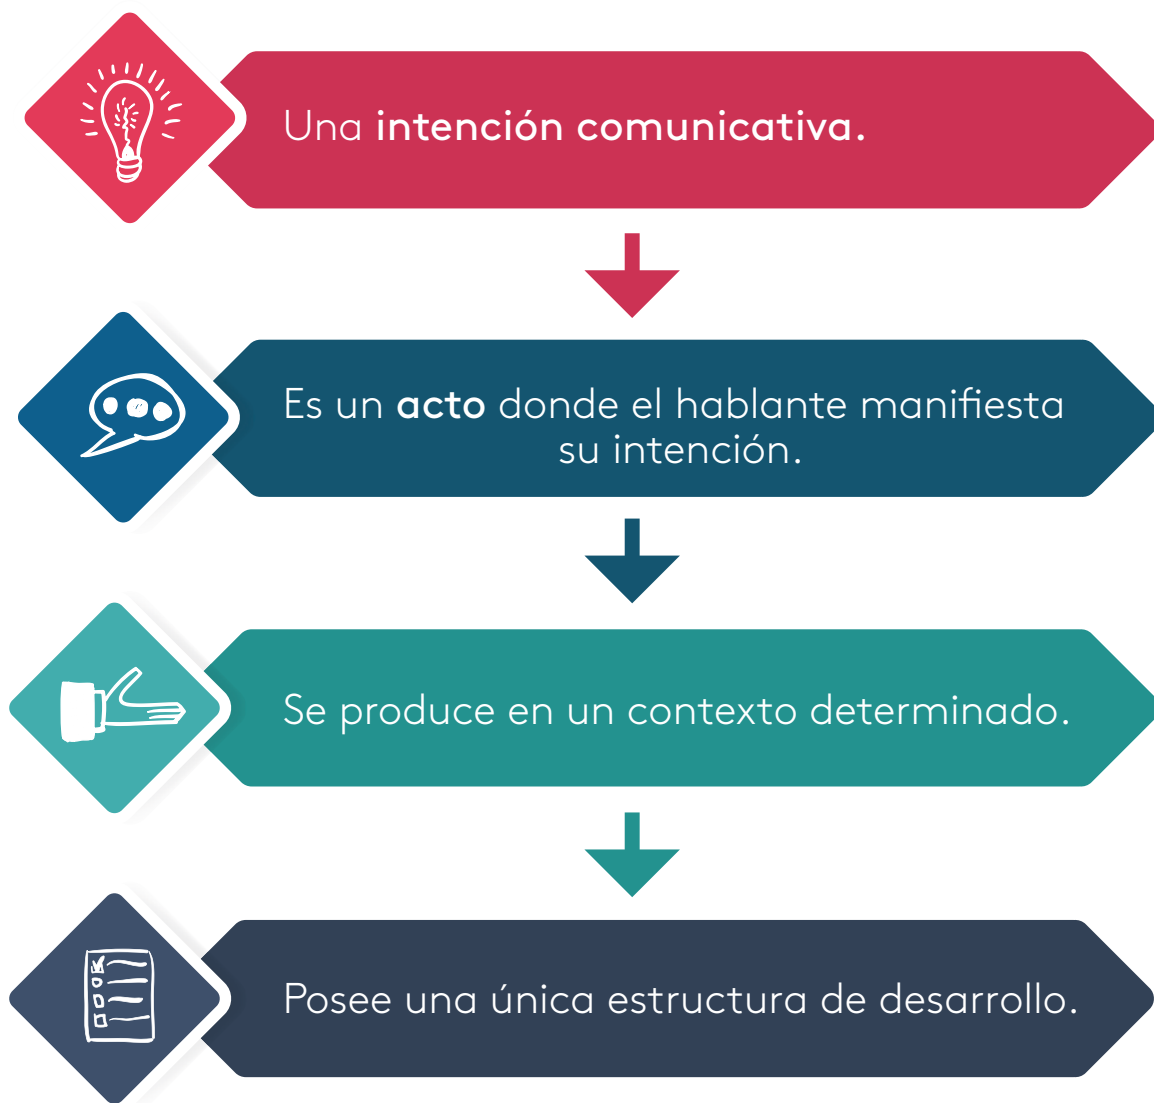 Una intención comunicativa.
Es un acto donde el hablante manifiesta
su intención.
Se produce en un contexto determinado.
Posee una única estructura de desarrollo.